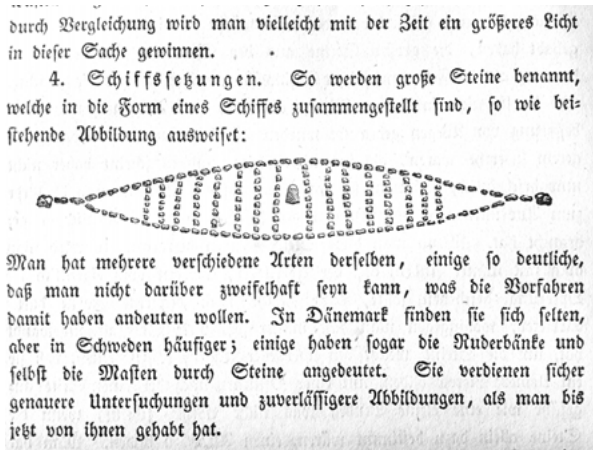 durch Vergleichung wird man vielleicht mit der Zeit ein größeres Licht
in dieser Sache gewinnen.
4. Schiffssetzungen. So werden große Steine benannt,
welche in die Form eines Schiffes zusammengestellt sind, so wie bei-
stehende Abbildung ausweiset:
Man hat mehrere verschiedene Arten derselben, einige so deutliche,
daß man nicht darüber zweifelhaft seyn kann, was die Vorfahren
damit haben andeuten wollen. In Dänemark finden sie sich selten,
aber in Schweden häufiger; einige haben sogar die Ruderbänke und
selbst die Masten durch Steine angedeutet. Sie verdienen sicher
genauere Untersuchungen und zuverlässigere Abbildungen, als man bis
jetzt von ihnen gehabt hat.